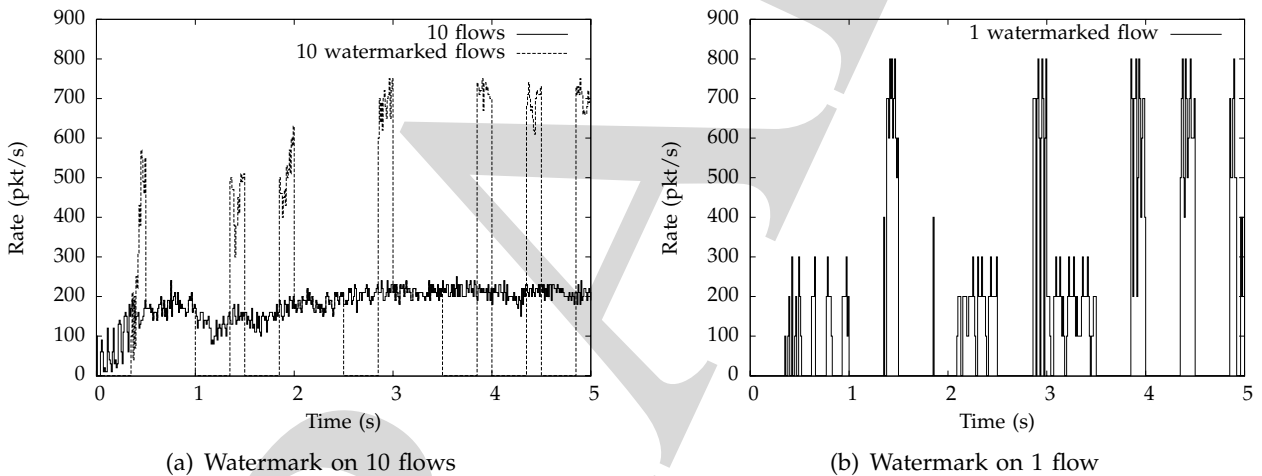 900
800
700
600
500
400
300
200
100
0
0 1 2 3 4 5
Rate (pkt/s)
Time (s)
10 flows
10 watermarked flows
(a) Watermark on 10 flows
900
800
700
600
500
400
300
200
100
0
0 1 2 3 4 5
Rate (pkt/s)
Time (s)
1 watermarked flow
(b) Watermark on 1 flow